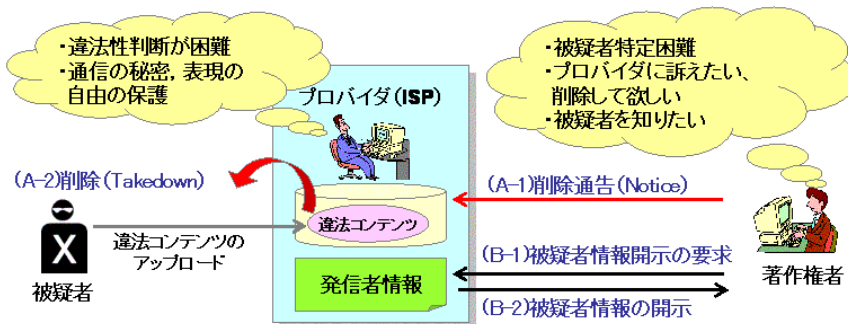 ・違法性判断が困難
・通信の秘密，表現の
自由の保護
プロバイダ（ISP）
・被疑者特定困難
・プロバイダに訴えたい、
削除して欲しい
・被疑者を知りたい
(A-2)削除(Takedown)
(A-1)削除通告(Notice)
X
違法コンテンツ
違法コンテンツの
アップロード
被疑者
(B-1)被疑者情報開示の要求
発信者情報
著作権者
(B-2)被疑者情報の開示